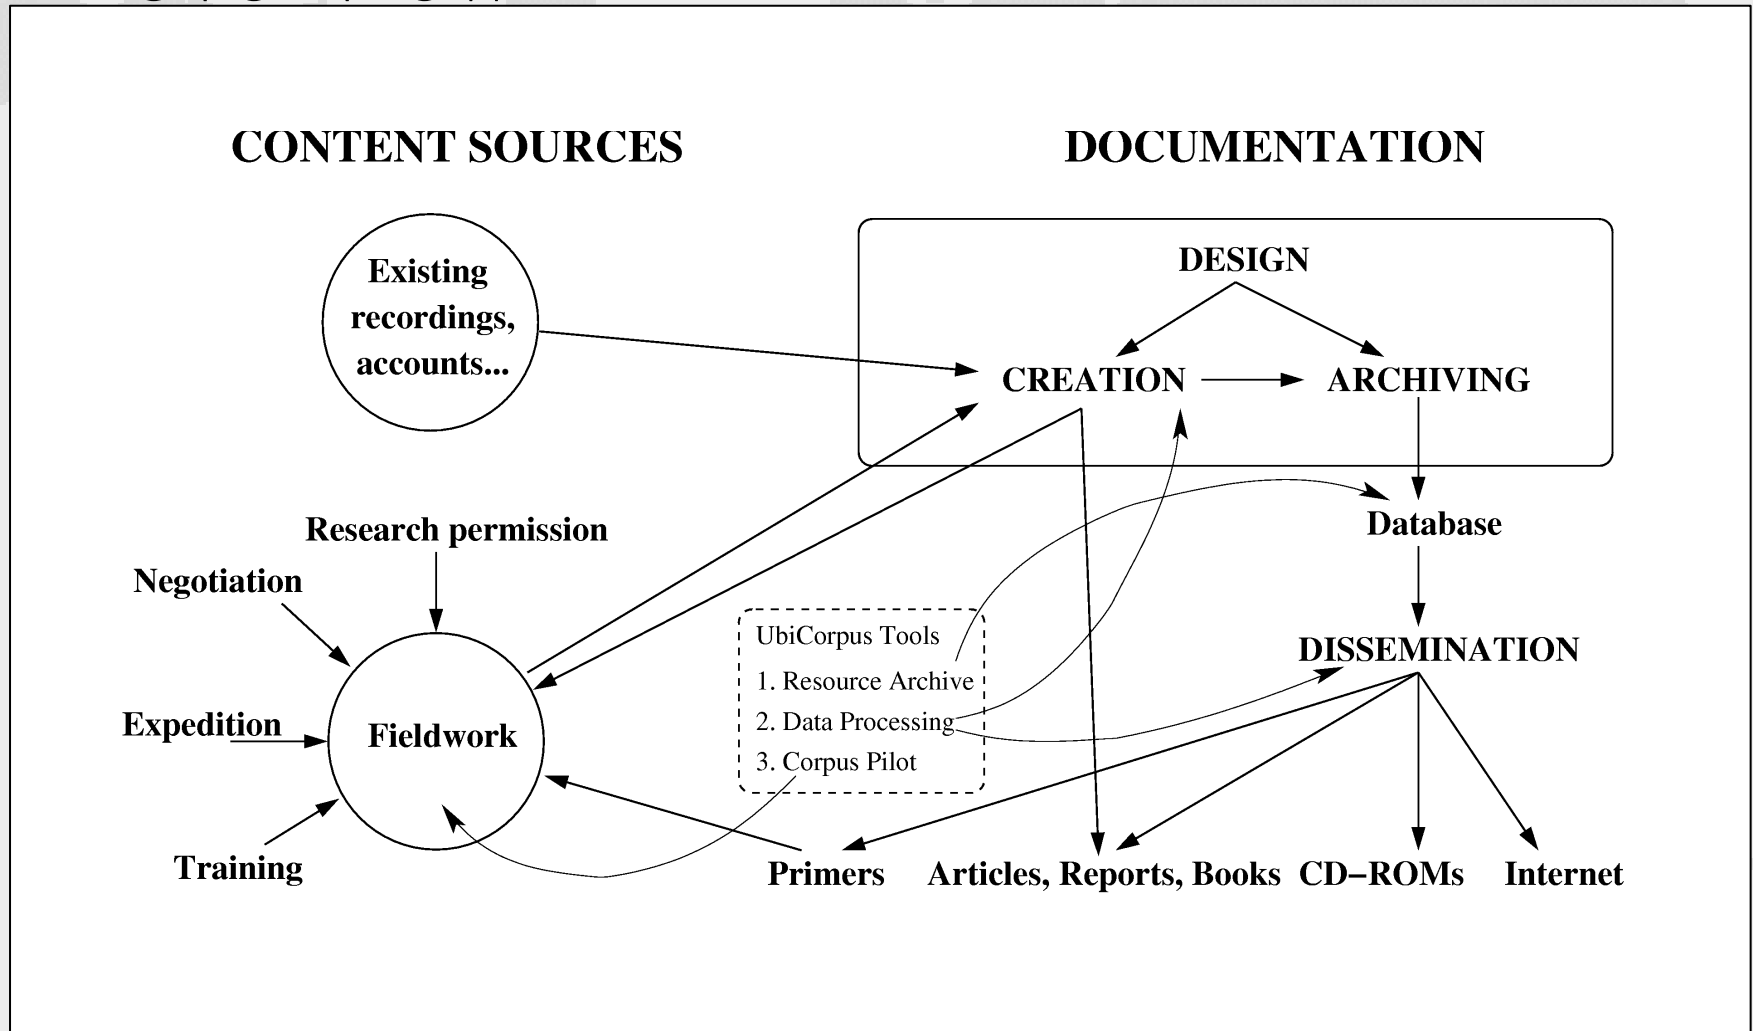 CONTENT SOURCES
DOCUMENTATION
Existing
recordings,
accounts...
DESIGN
CREATION
ARCHIVING
Research permission
Negotiation
Expedition
Training
Fieldwork
UbiCorpus Tools
1. Resource Archive
2. Data Processing
3. Corpus Pilot
Database
DISSEMINATION
Primers
Articles, Reports, Books
CD−ROMs
Internet